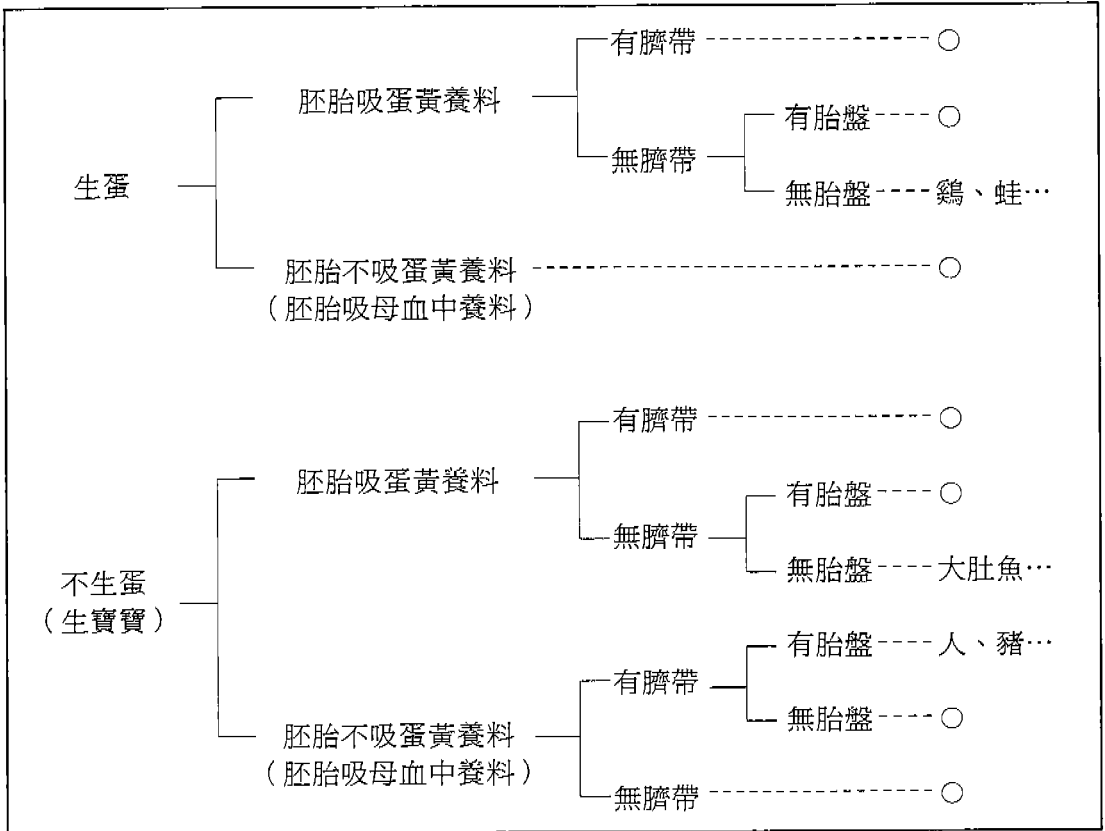 有臍帶 ○
胚胎吸蛋黃養料
有胎盤 ○
無臍帶
生蛋
無胎盤 鷄、蛙…
胚胎不吸蛋黃養料 ○
（胚胎吸母血中養料）
有臍帶 ○
胚胎吸蛋黃養料
有胎盤 ○
無臍帶
無胎盤 大肚魚…
不生蛋
（生寶寶）
有胎盤 人、豬…
有臍帶
無胎盤 ○
胚胎不吸蛋黃養料
（胚胎吸母血中養料）
無臍帶 ○